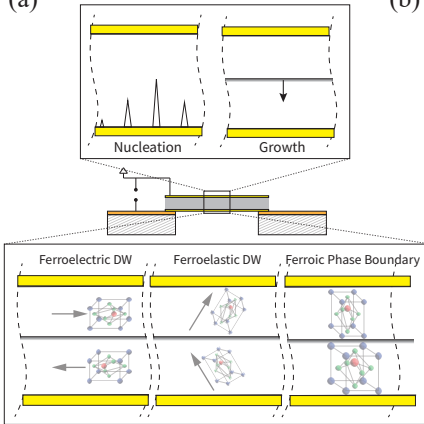 (a)
(b)
Nucleation
Growth
Ferroelectric DW
Ferroelastic DW
Ferroic Phase Boundary